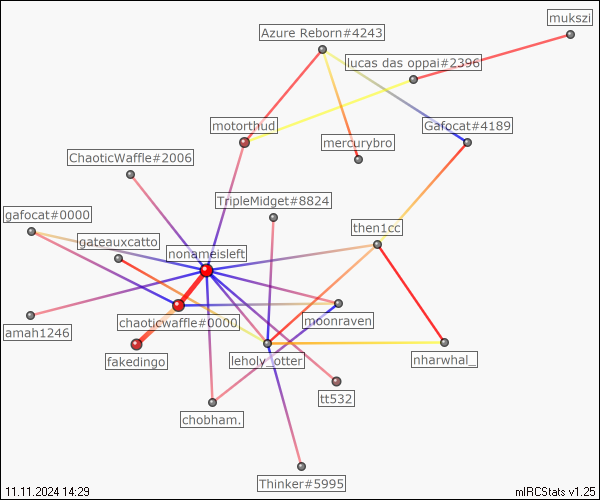 mukszi
Azure Reborn#4243
lucas das oppai#2396
motorthud
Gafocat#4189
mercurybro
ChaoticWaffle#2006
TripleMidget#8824
gafocat#0000
then1cc
gateauxcatto
nonameisleft
chaoticwaffle#0000
moonraven
amah1246
fakedingo
leholy_otter
nharwhal_
tt532
chobham.
Thinker#5995
11.11.2024 14:29
mIRCStats v1.25